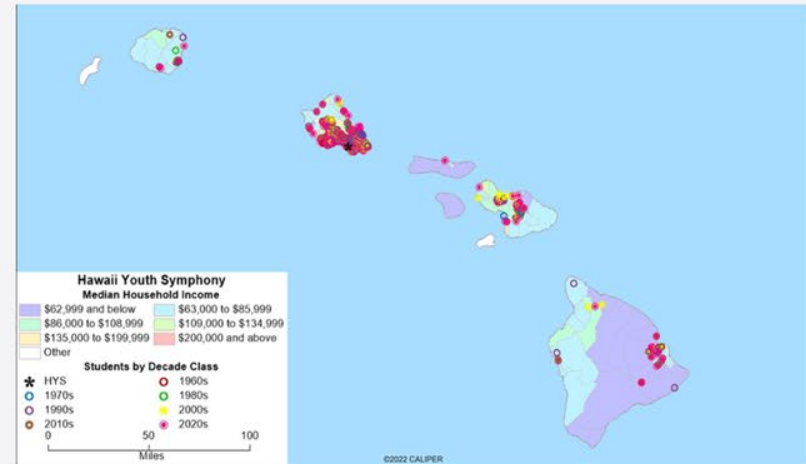 Hawaii Youth Symphony
Median Household Income
$62,999 and below $63,000 to $85,999
$86,000 to $108,999 $109,000 to $134,999
$135,000 to $199,999 $200,000 and above
Other
Students by Decade Class
HYS 1960s
1970s 1980s
1990s 2000s
2010s 2020s
0 50 100
Miles
©2022 CALIPER